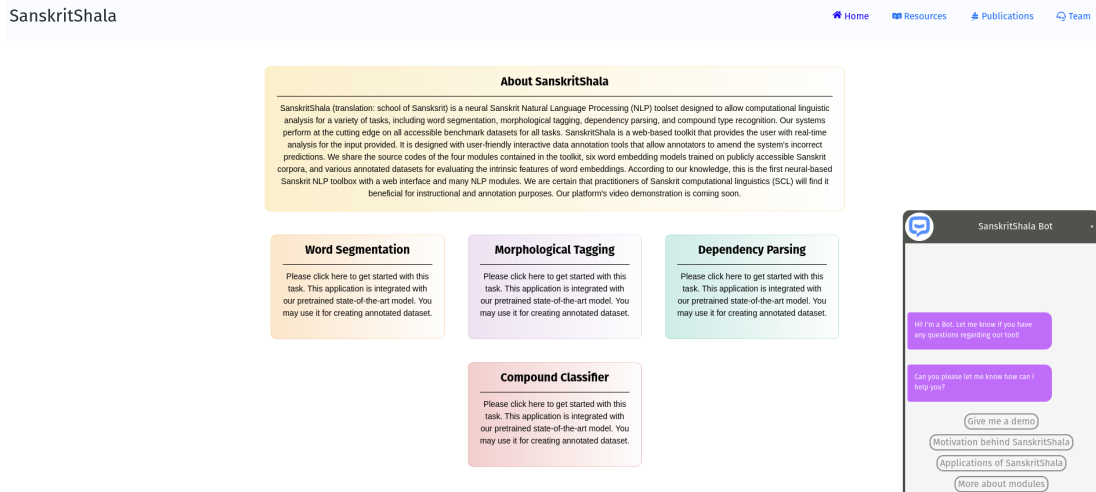 SanskritShala
Home
Resources
Publications
Team
About SanskritShala
SanskritShala (translation: school of Sansksrit) is a neural Sanskrit Natural Language Processing (NLP) toolset designed to allow computational linguistic
analysis for a variety of tasks, including word segmentation, morphological tagging, dependency parsing, and compound type recognition. Our systems
perform at the cutting edge on all accessible benchmark datasets for all tasks. SanskritShala is a web-based toolkit that provides the user with real-time
analysis for the input provided. It is designed with user-friendly interactive data annotation tools that allow annotators to amend the system's incorrect
predictions. We share the source codes of the four modules contained in the toolkit, six word embedding models trained on publicly accessible Sanskrit
corpora, and various annotated datasets for evaluating the intrinsic features of word embeddings. According to our knowledge, this is the first neural-based
Sanskrit NLP toolbox with a web interface and many NLP modules. We are certain that practitioners of Sanskrit computational linguistics (SCL) will find it
beneficial for instructional and annotation purposes. Our platform's video demonstration is coming soon.
Word Segmentation
Please click here to get started with this
task. This application is integrated with
our pretrained state-of-the-art model. You
may use it for creating annotated dataset.
Morphological Tagging
Please click here to get started with this
task. This application is integrated with
our pretrained state-of-the-art model. You
may use it for creating annotated dataset.
Dependency Parsing
Please click here to get started with this
task. This application is integrated with
our pretrained state-of-the-art model. You
may use it for creating annotated dataset.
Compound Classifier
Please click here to get started with this
task. This application is integrated with
our pretrained state-of-the-art model. You
may use it for creating annotated dataset.
SanskritShala Bot
Hi! I'm a Bot. Let me know if you have
any questions regarding our tool!
Can you please let me know how can I
help you?
Give me a demo
Motivation behind SanskritShala
Applications of SanskritShala
More about modules